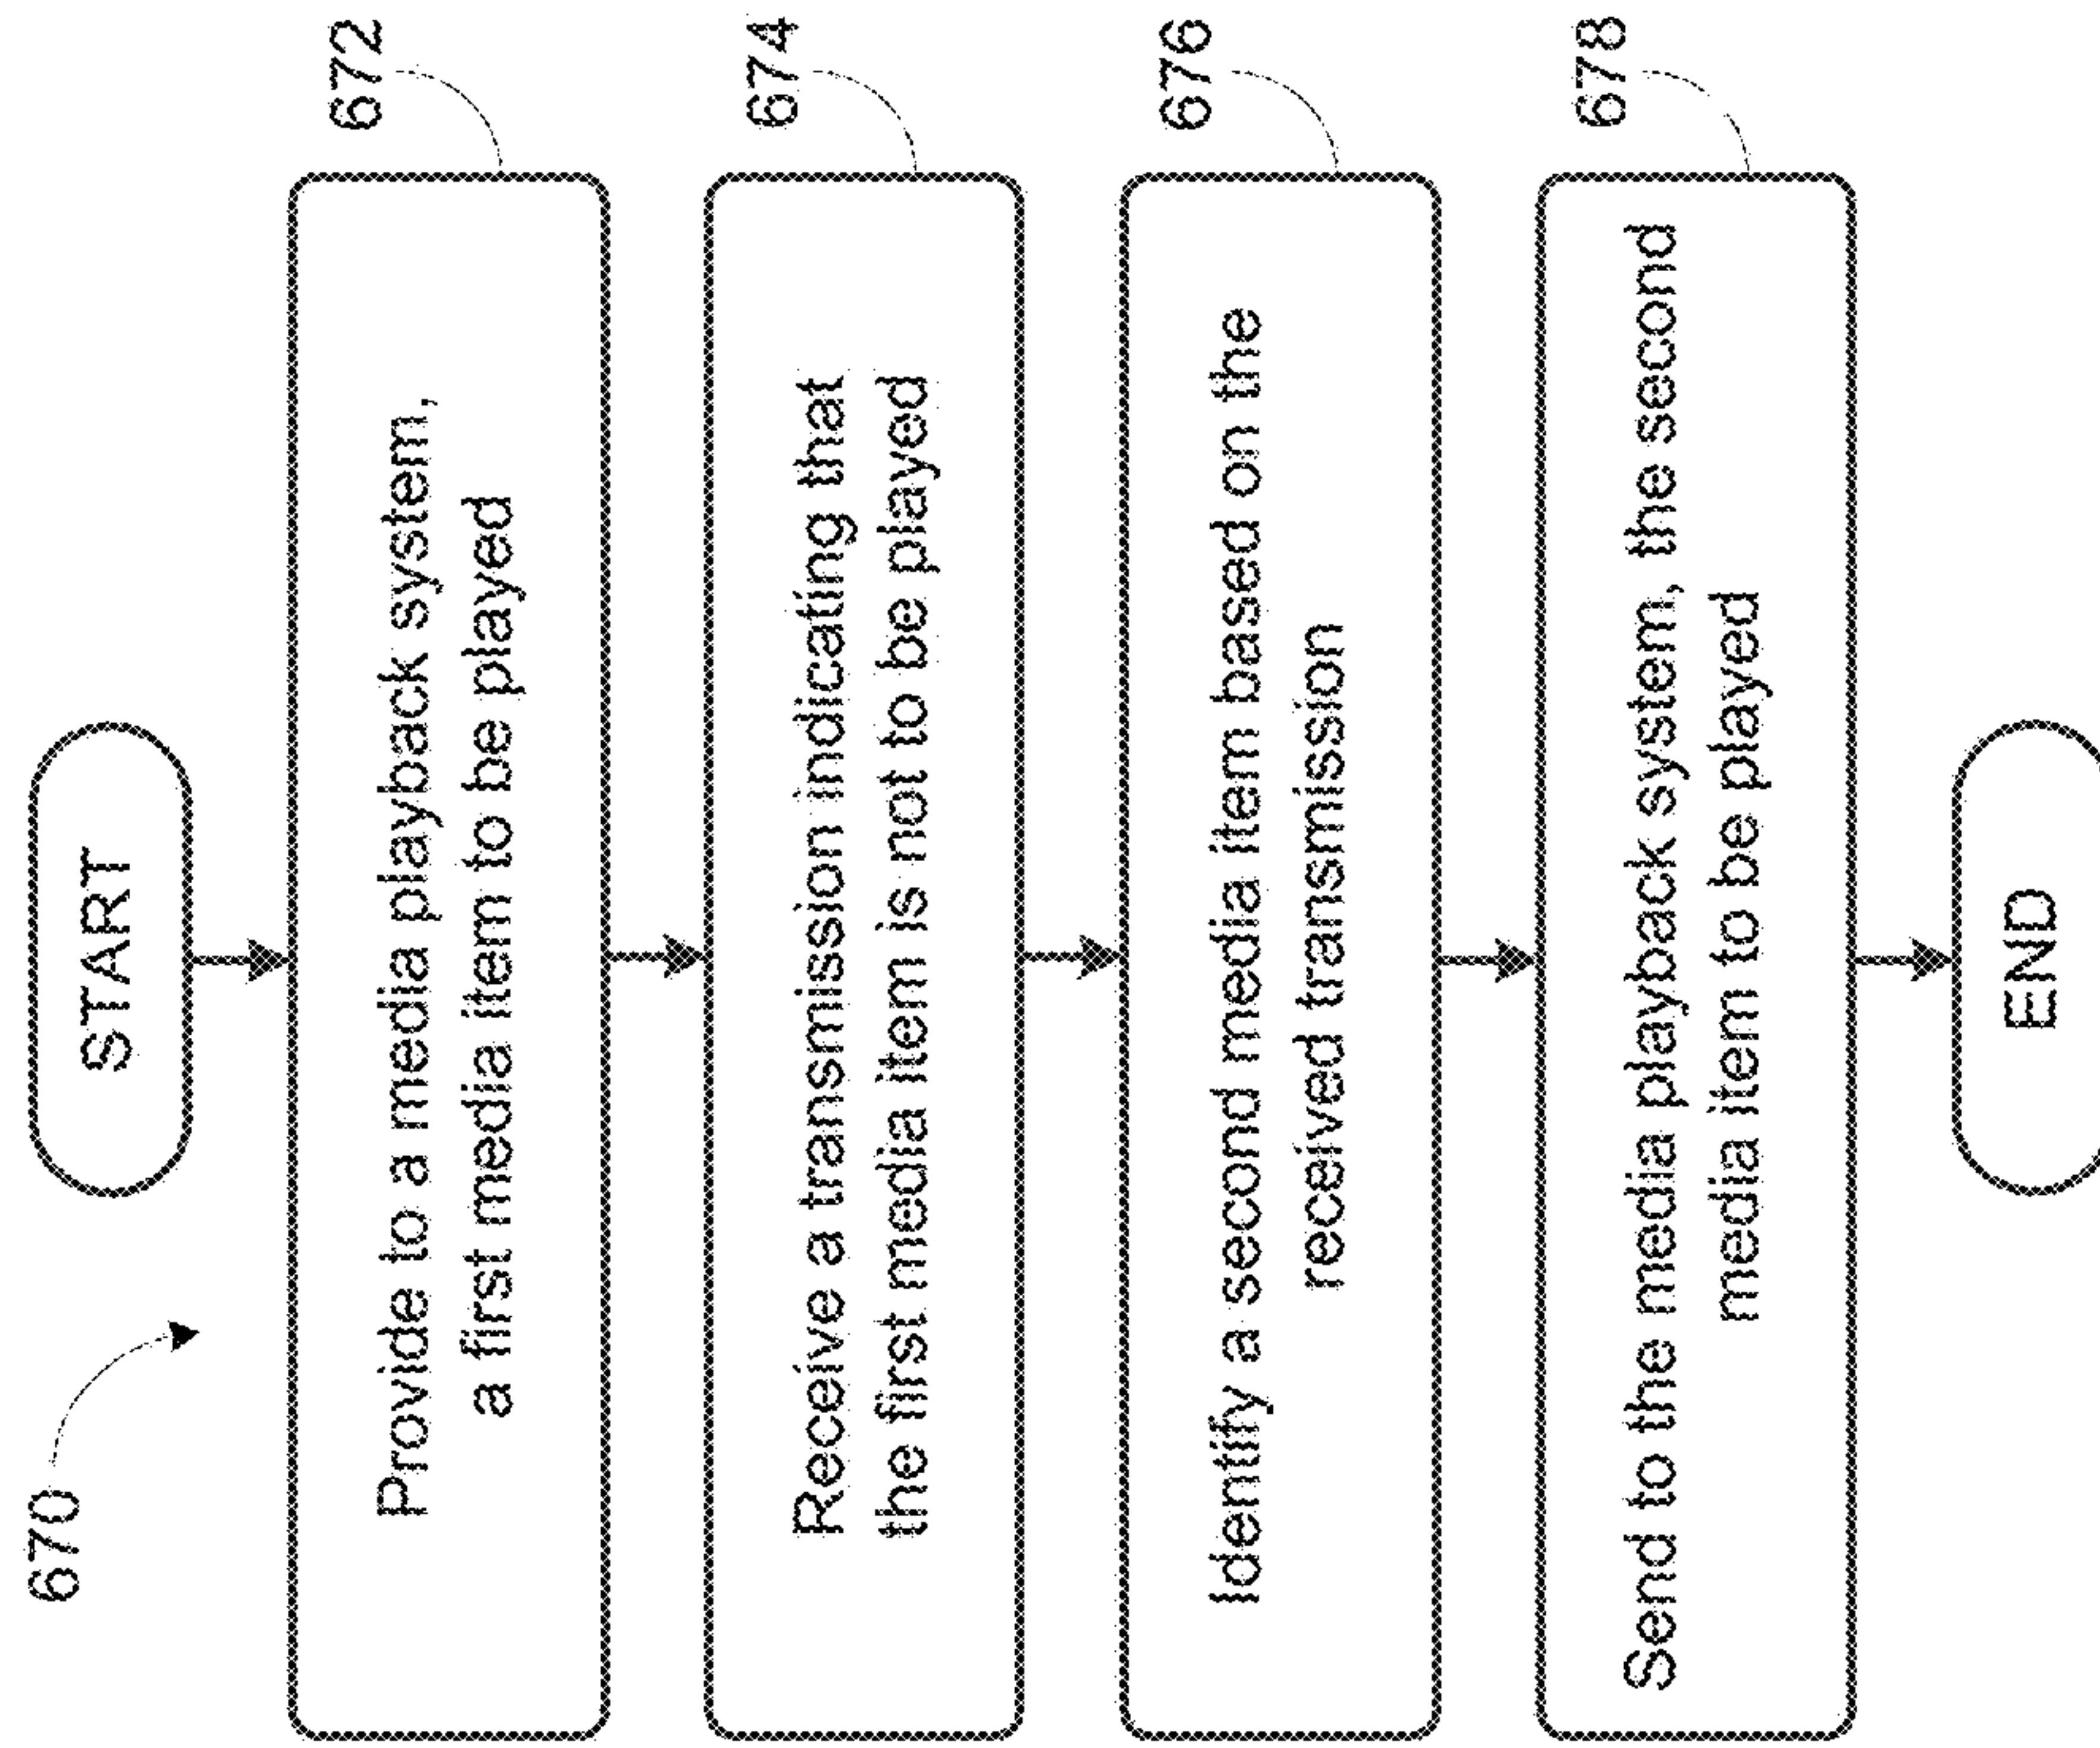 670
START
672
Provide to a media playback system,
a first media item to be played
674
Receive a transmission indicating that
the first media item is not to be played
676
Identify a second media item based on the
received transmission
678
Send to the media playback system, the second
media item to be played
END